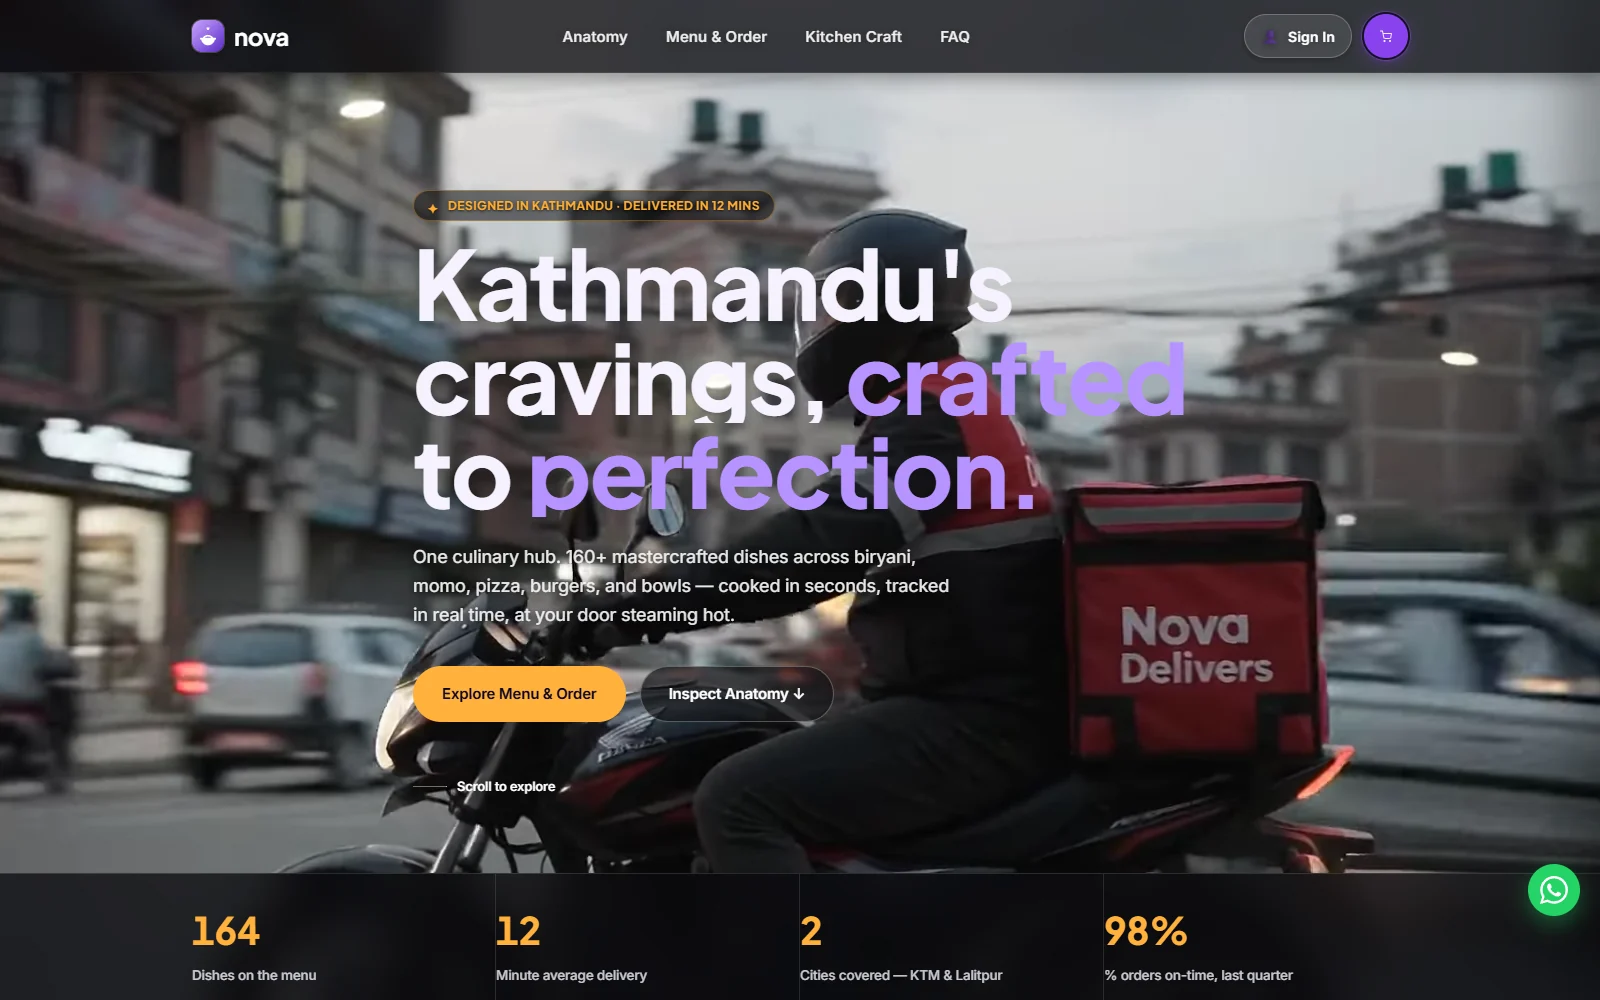 nova
Anatomy
Menu & Order
Kitchen Craft
FAQ
Sign In
DESIGNED IN KATHMANDU · DELIVERED IN 12 MINS
Kathmandu's
cravings, crafted
to perfection.
One culinary hub. 160+ mastercrafted dishes across biryani,
momo, pizza, burgers, and bowls — cooked in seconds, tracked
in real time, at your door steaming hot.
Nova
Delivers
Explore Menu & Order
Inspect Anatomy ↓
Scroll to explore
164
Dishes on the menu
12
Minute average delivery
2
Cities covered — KTM & Lalitpur
98%
% orders on-time, last quarter